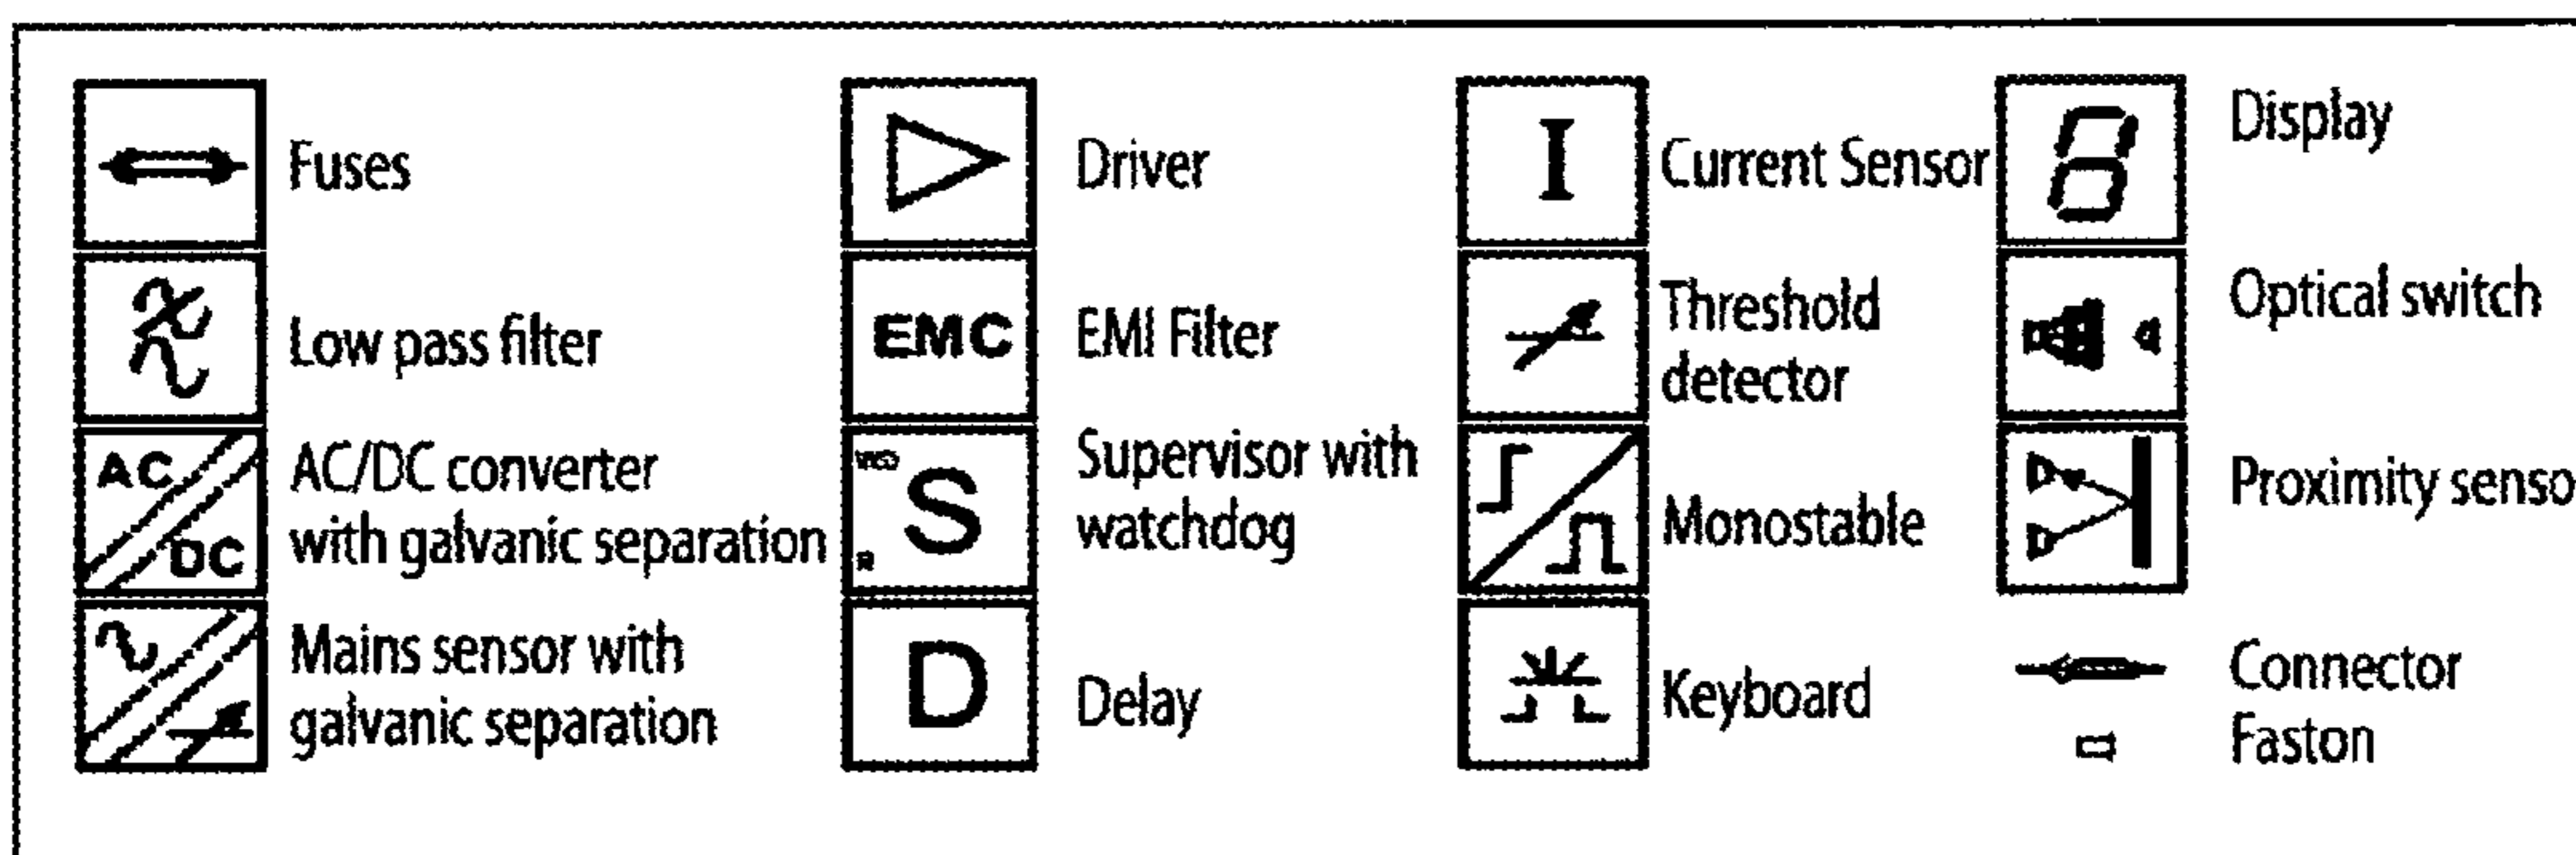 Fuses
Low pass filter
AC
DC
AC/DC converter
with galvanic separation
Mains sensor with
galvanic separation
Driver
EMC
EMI Filter
WD
S
R
Supervisor with
watchdog
D
Delay
I
Current Sensor
Threshold
detector
Monostable
Keyboard
8
Display
Optical switch
Proximity senso
Connector
Faston